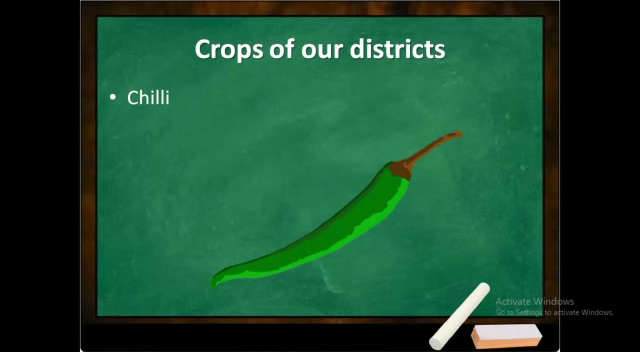 Crops of our districts
• Chilli
Activate Windows
Go to Settings to activate Windows.